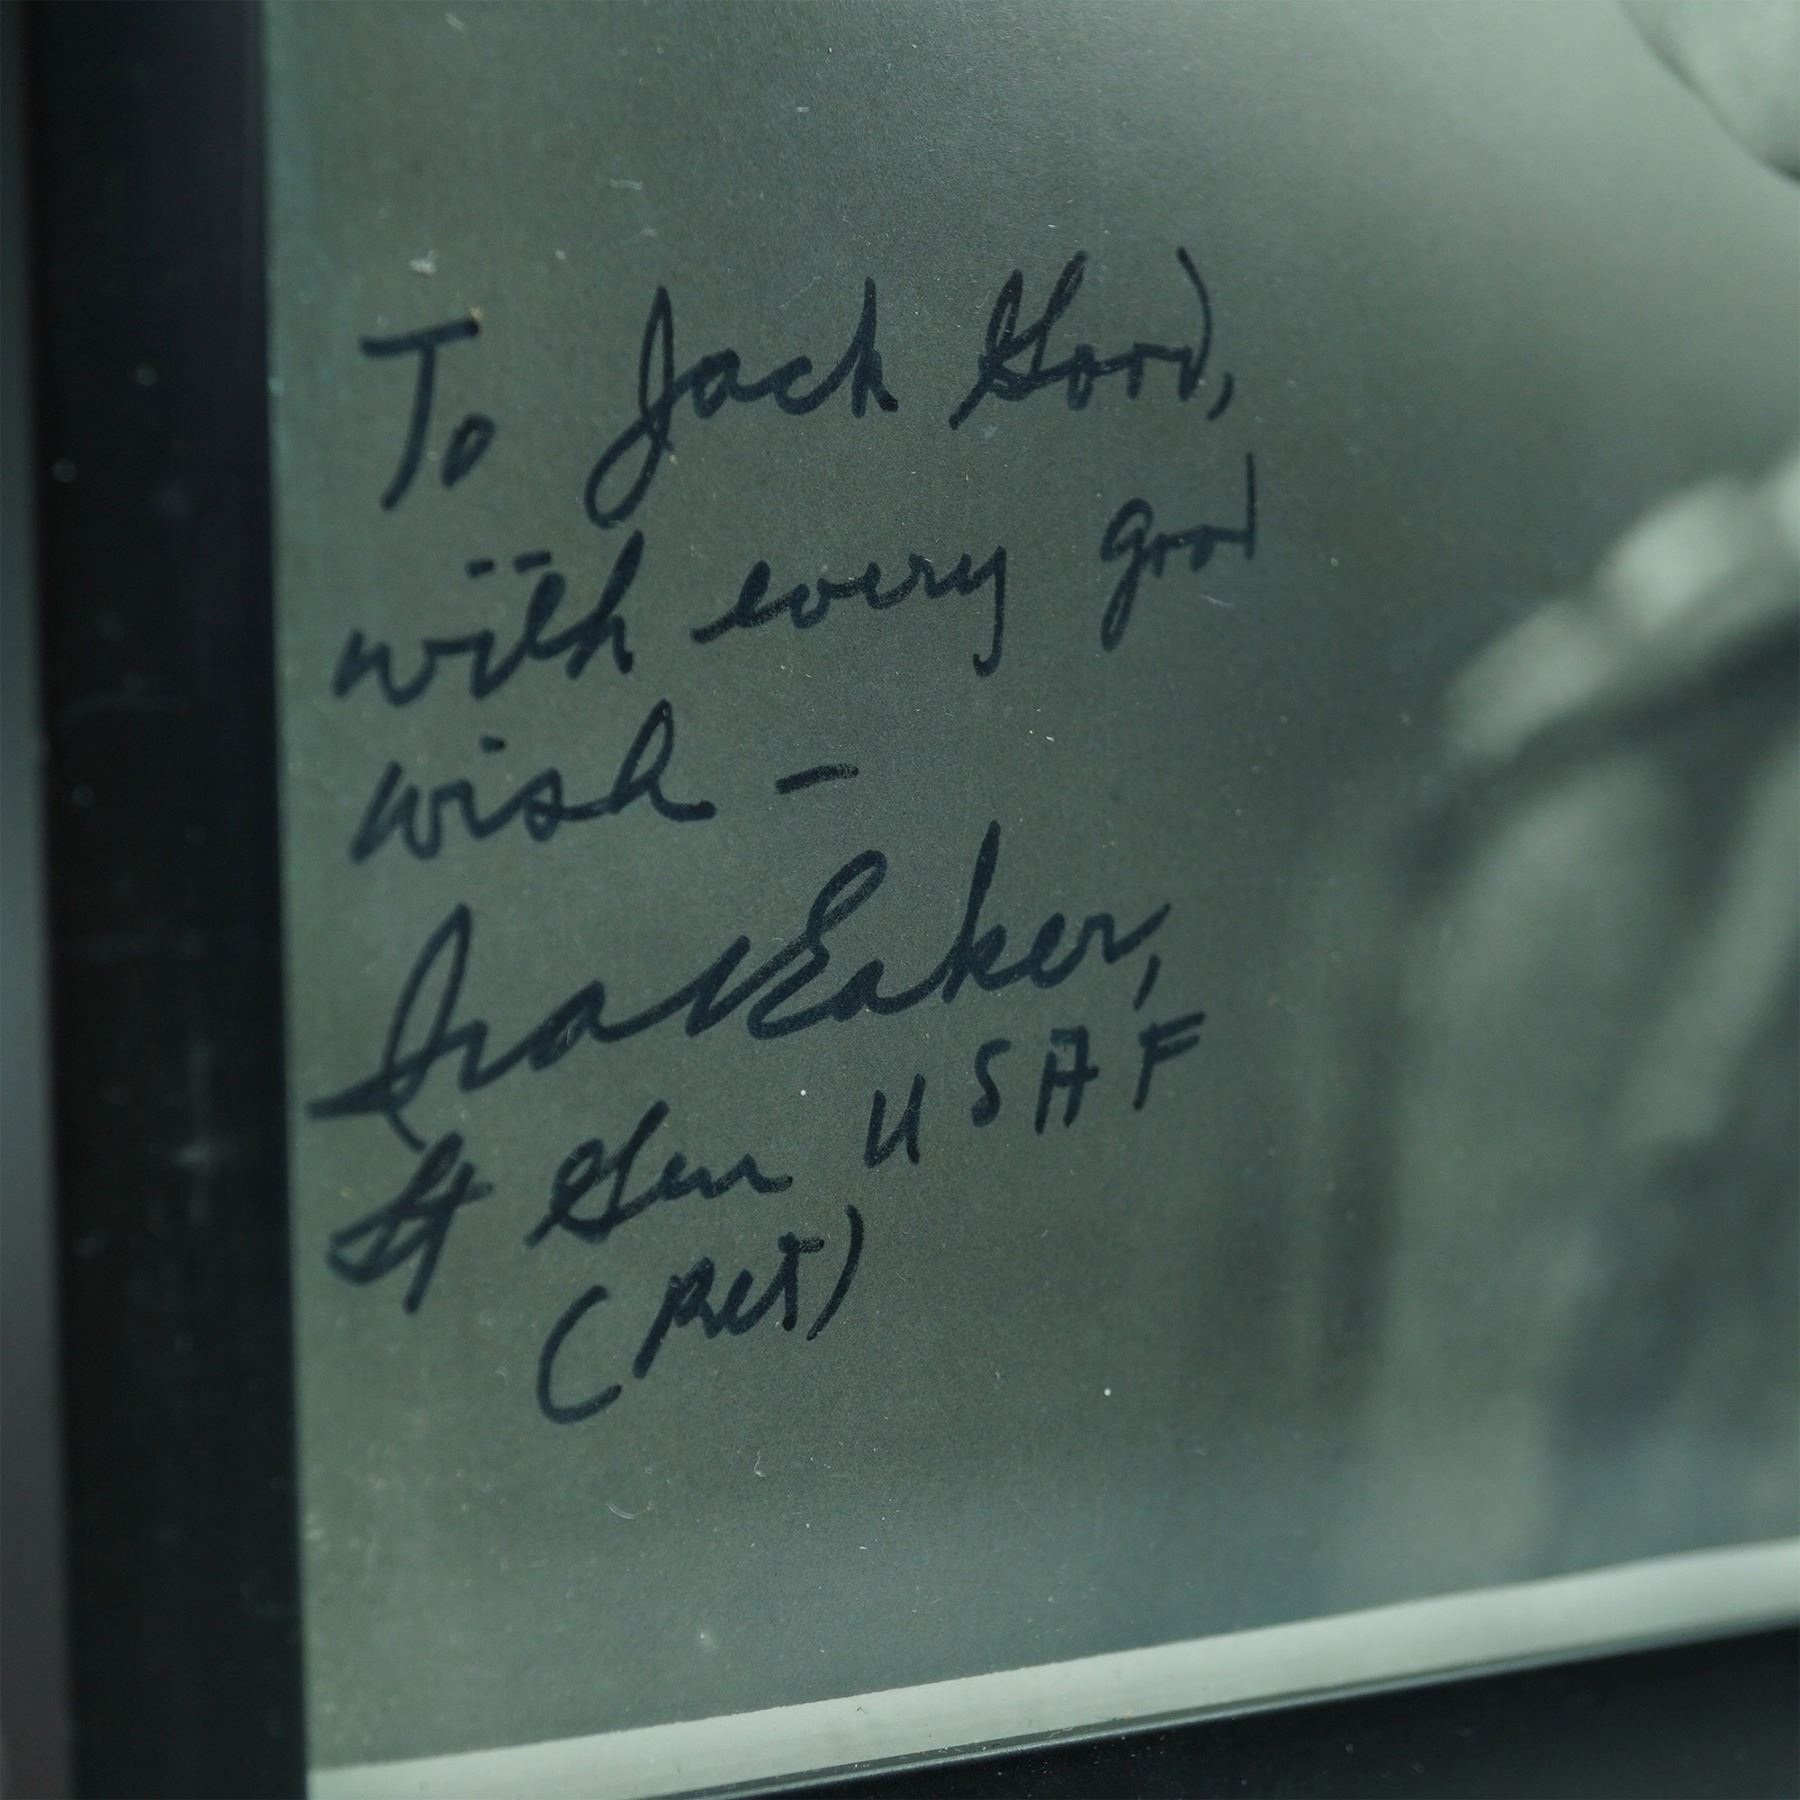 To Jack Good,
with every good
wish –
Ira C Eaker,
Lt Gen USAF
(Ret)